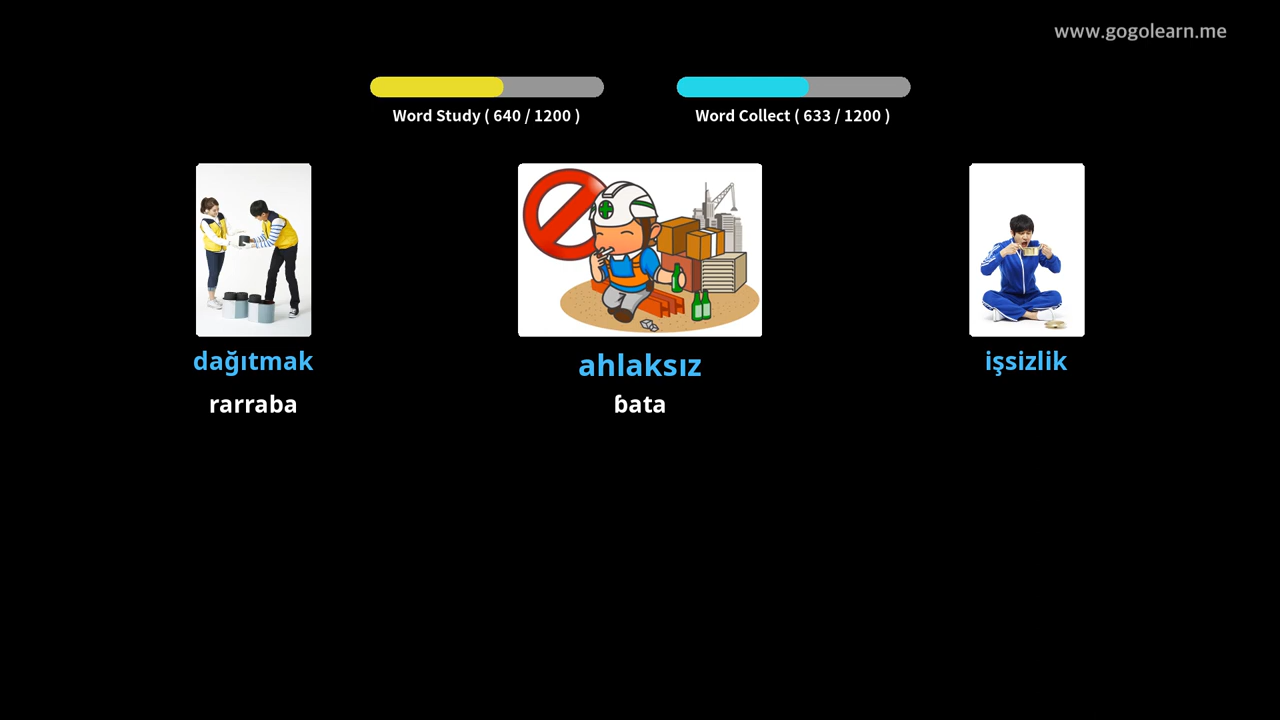 www.gogolearn.me
Word Study ( 640 / 1200 )
Word Collect ( 633 / 1200 )
dağıtmak
ahlaksız
işsizlik
rarraba
ɓata